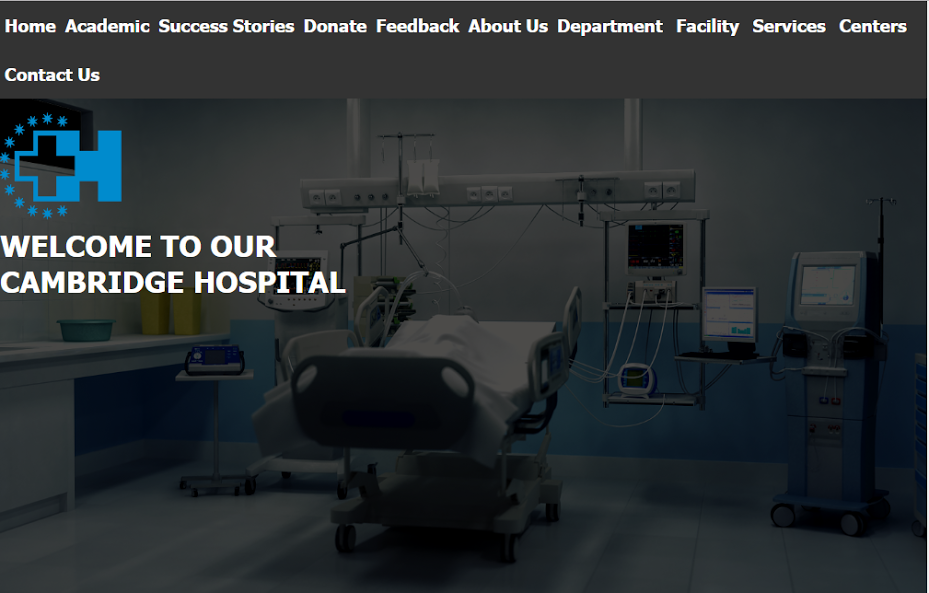 Home Academic Success Stories Donate Feedback About Us Department Facility Services Centers
Contact Us
WELCOME TO OUR
CAMBRIDGE HOSPITAL